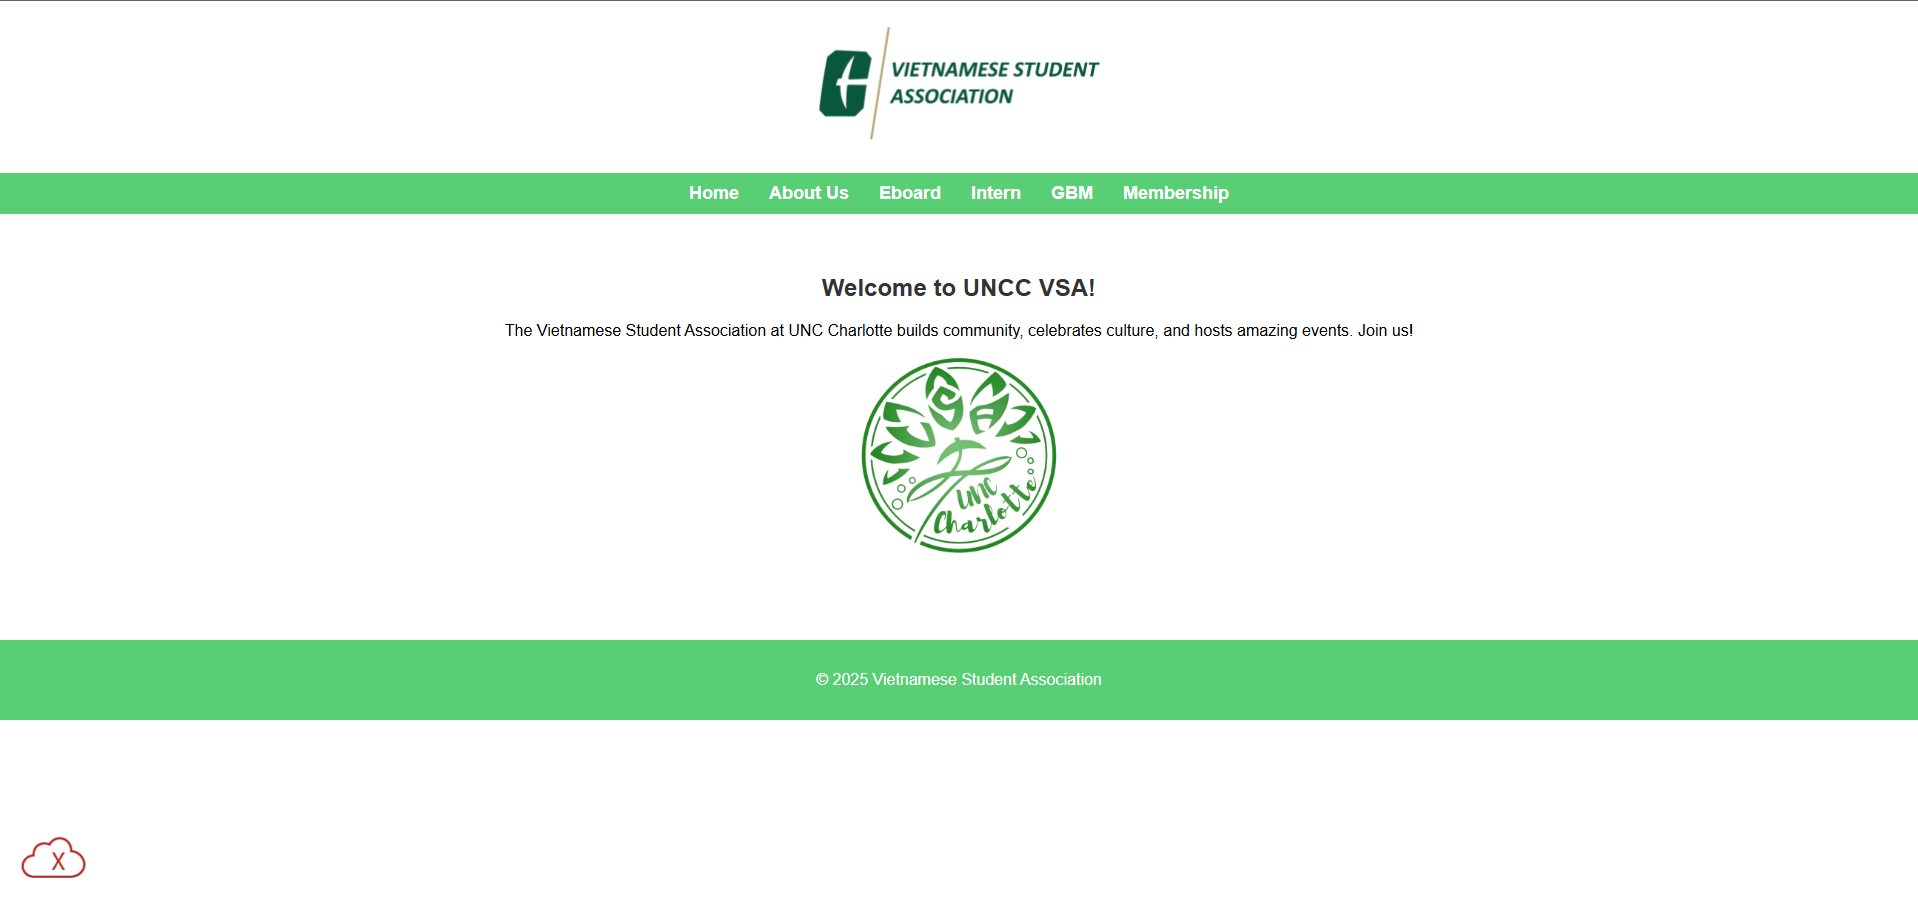 VIETNAMESE STUDENT
ASSOCIATION
Home About Us Eboard Intern GBM Membership
Welcome to UNCC VSA!
The Vietnamese Student Association at UNC Charlotte builds community, celebrates culture, and hosts amazing events. Join us!
VSA
UNC
Charlotte
© 2025 Vietnamese Student Association
X